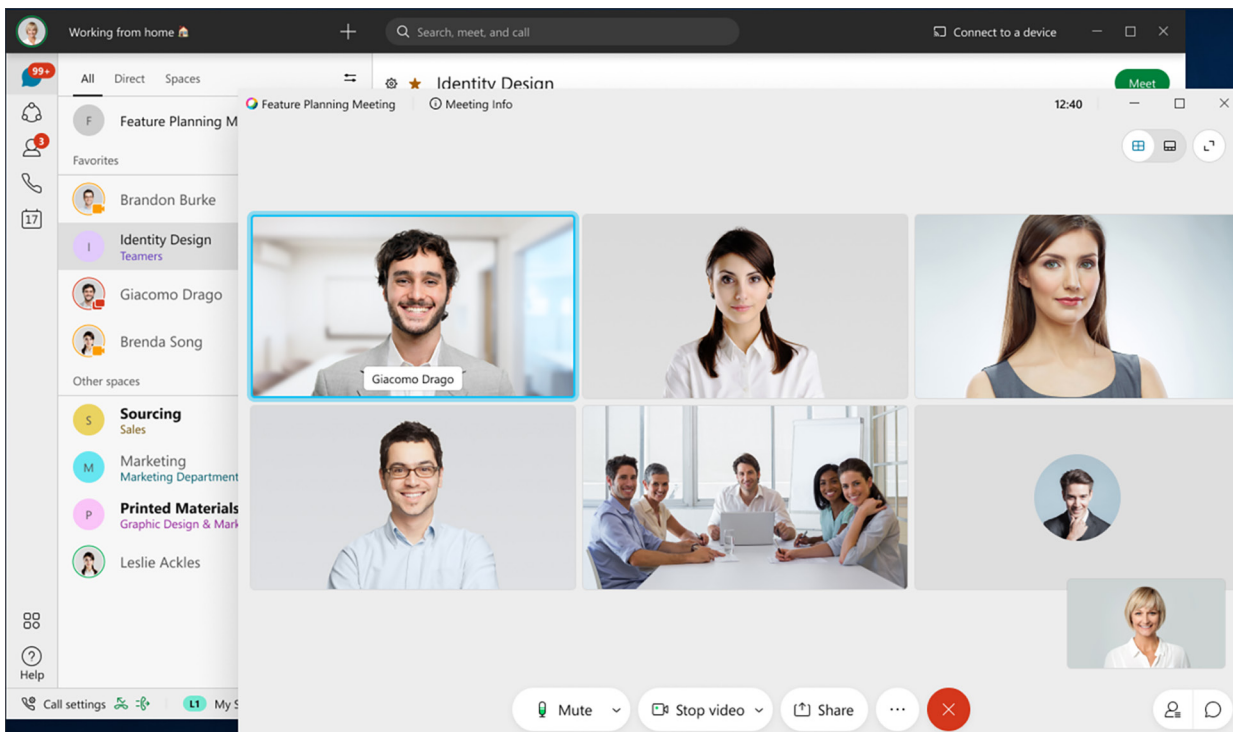 Working from home
Search, meet, and call
Connect to a device
99+
All
Direct
Spaces
Identity Design
Meet
Feature Planning Meeting
Meeting Info
12:40
F
Feature Planning M
3
Favorites
Brandon Burke
17
I
Identity Design
Teamers
Giacomo Drago
Brenda Song
Giacomo Drago
Other spaces
S
Sourcing
Sales
M
Marketing
Marketing Department
P
Printed Materials
Graphic Design & Mark
Leslie Ackles
Help
Call settings
L1
My S
Mute
Stop video
Share